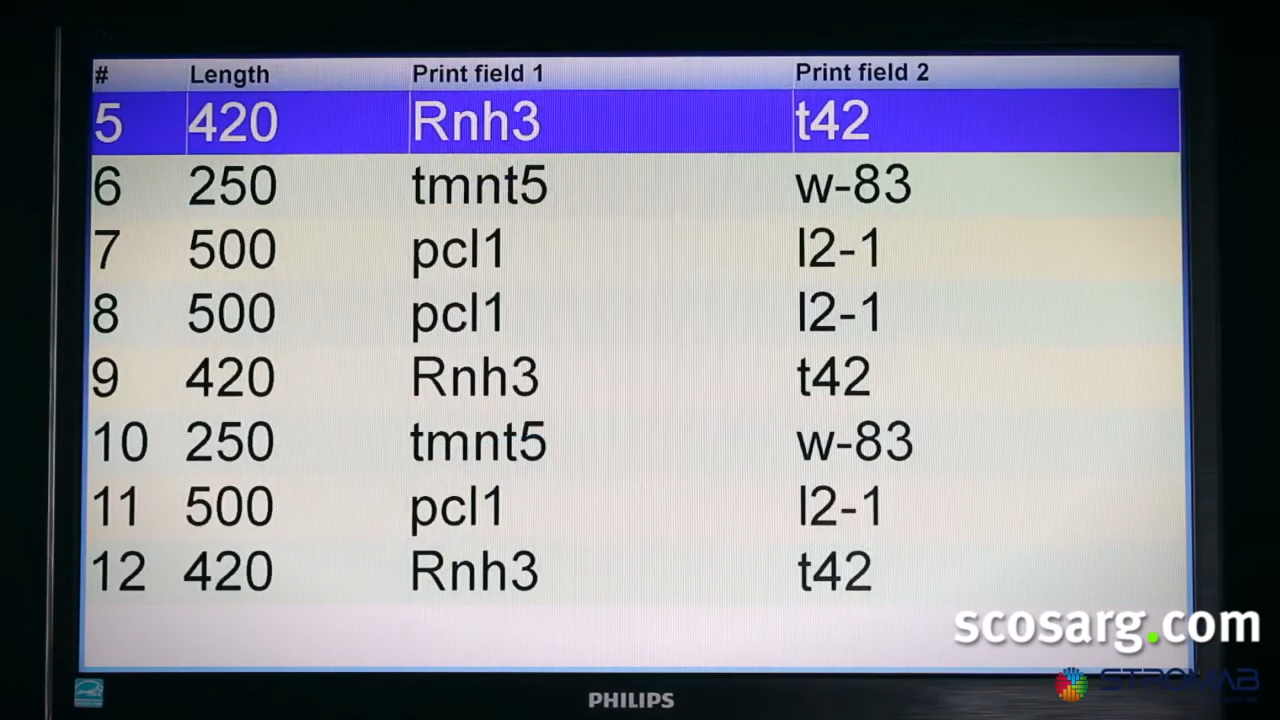 # Length Print field 1 Print field 2
5 420 Rnh3 t42
6 250 tmnt5 w-83
7 500 pcl1 l2-1
8 500 pcl1 l2-1
9 420 Rnh3 t42
10 250 tmnt5 w-83
11 500 pcl1 l2-1
12 420 Rnh3 t42
scosarg.com
STROMAB
PHILIPS